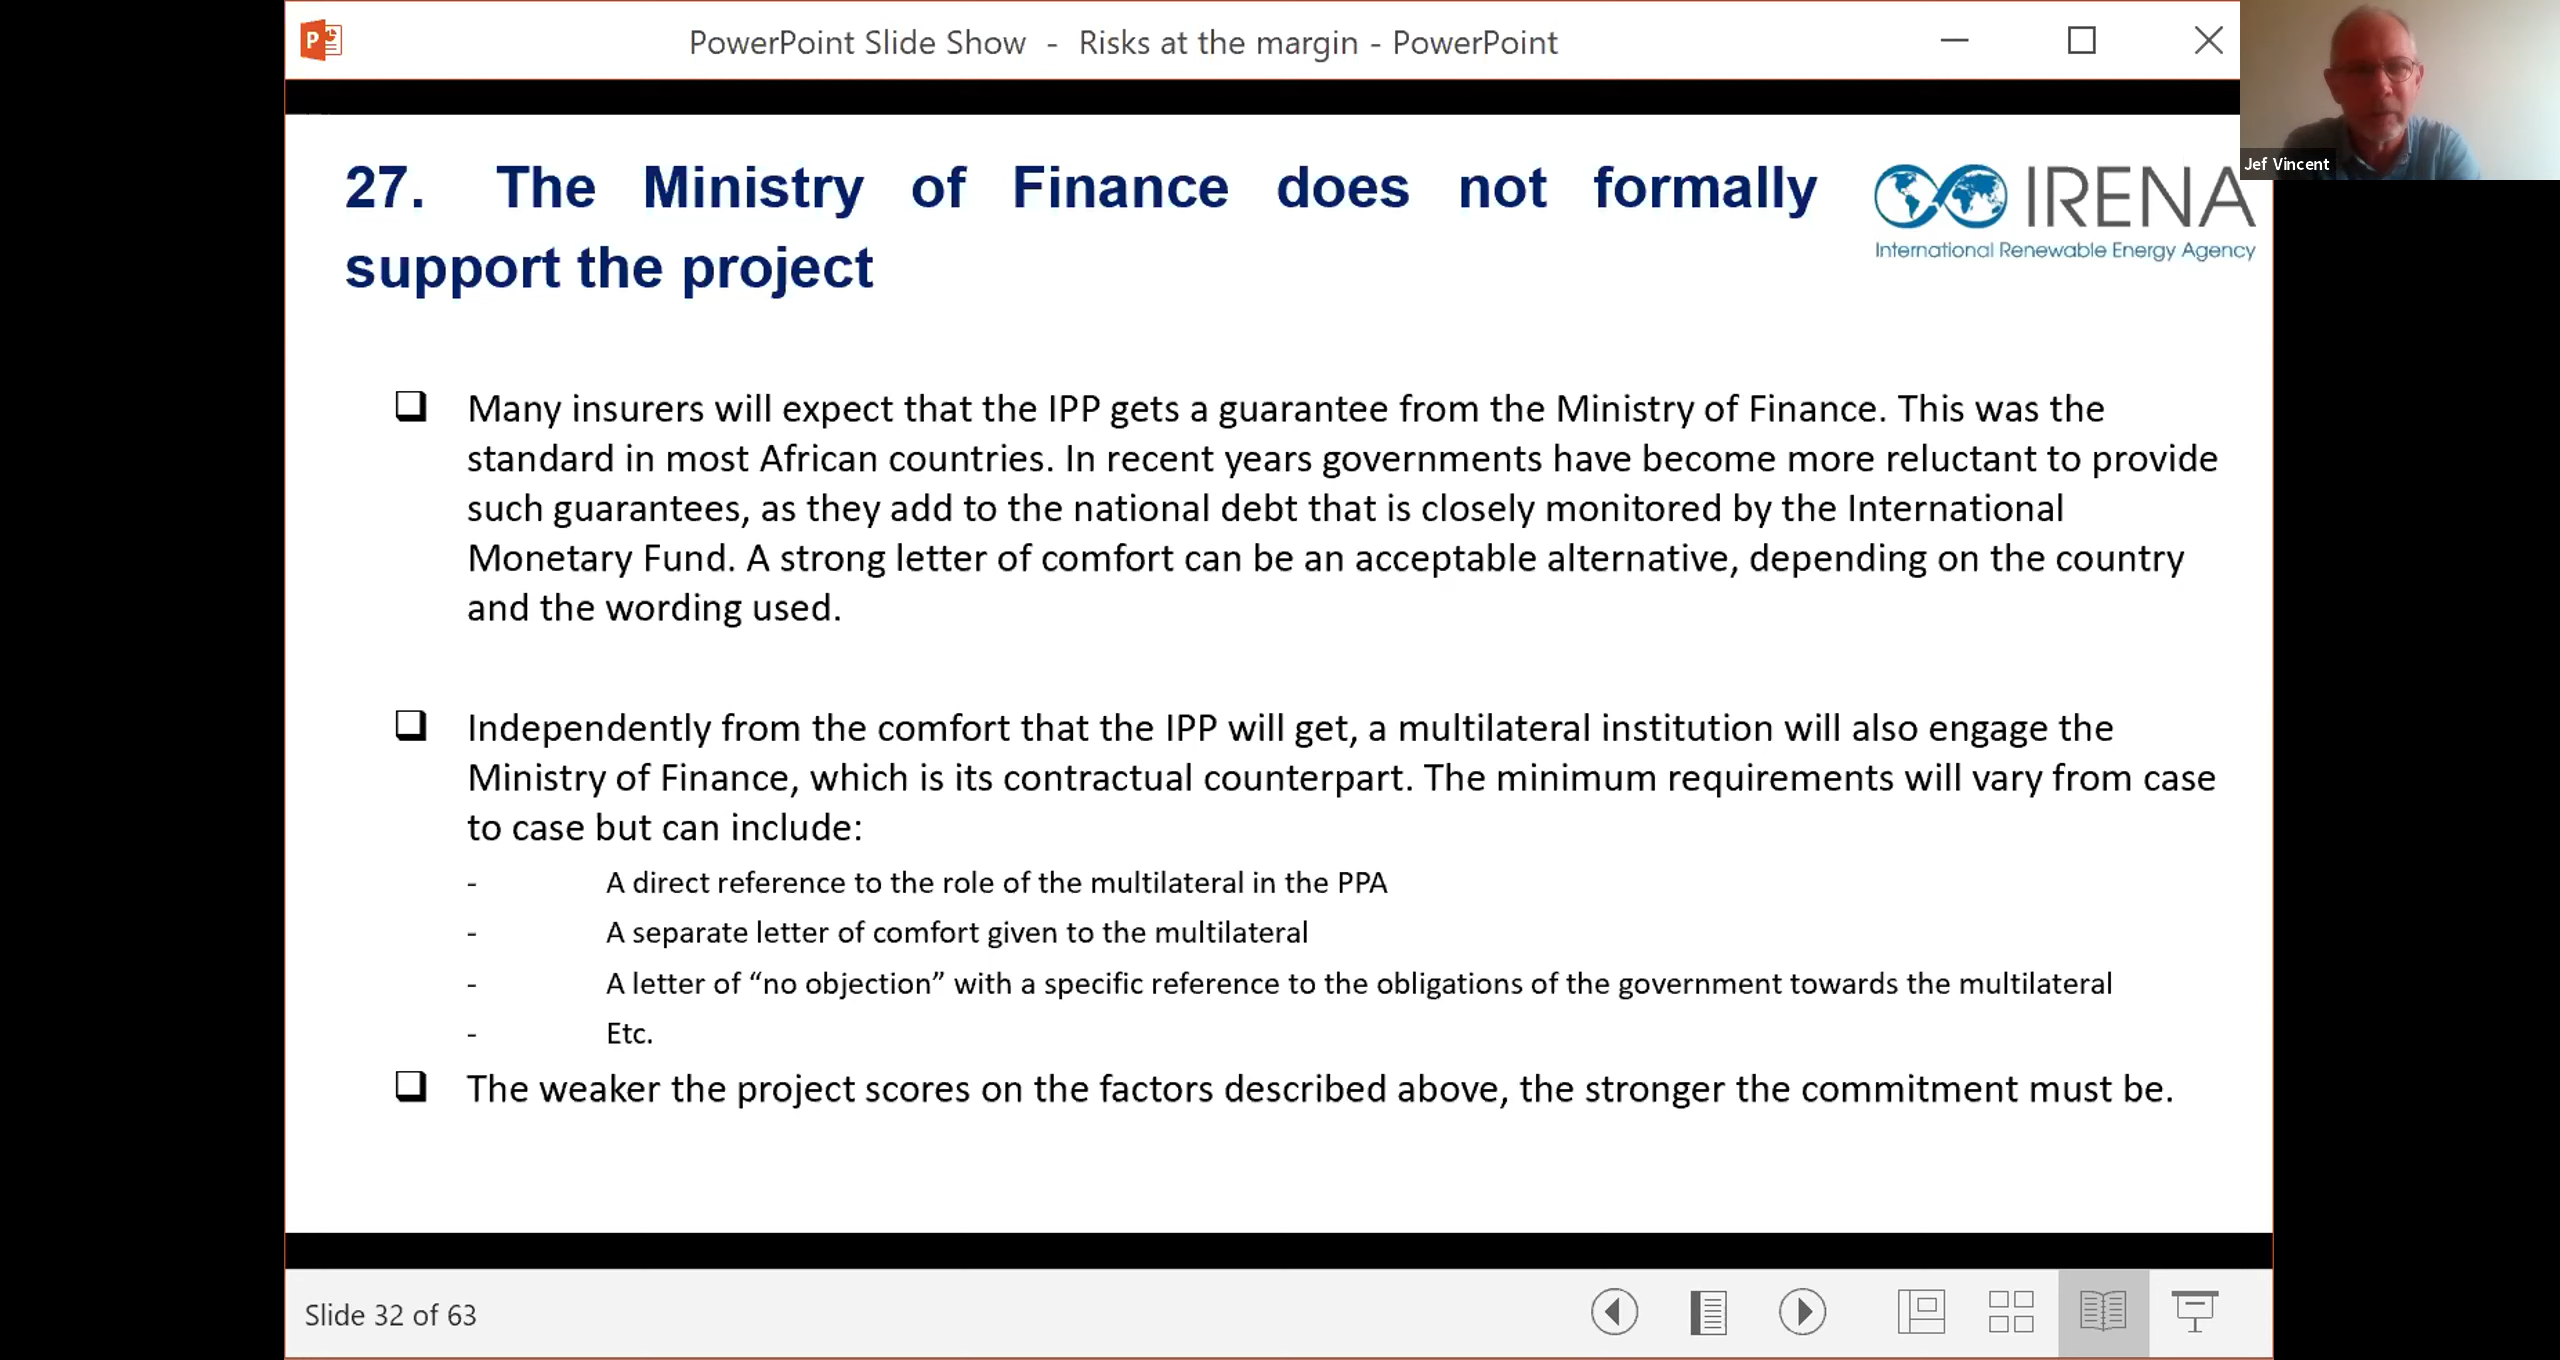 PowerPoint Slide Show - Risks at the margin - PowerPoint
Jef Vincent
27. The Ministry of Finance does not formally
support the project
IRENA
International Renewable Energy Agency
Many insurers will expect that the IPP gets a guarantee from the Ministry of Finance. This was the
standard in most African countries. In recent years governments have become more reluctant to provide
such guarantees, as they add to the national debt that is closely monitored by the International
Monetary Fund. A strong letter of comfort can be an acceptable alternative, depending on the country
and the wording used.
Independently from the comfort that the IPP will get, a multilateral institution will also engage the
Ministry of Finance, which is its contractual counterpart. The minimum requirements will vary from case
to case but can include:
- A direct reference to the role of the multilateral in the PPA
- A separate letter of comfort given to the multilateral
- A letter of “no objection” with a specific reference to the obligations of the government towards the multilateral
- Etc.
The weaker the project scores on the factors described above, the stronger the commitment must be.
Slide 32 of 63